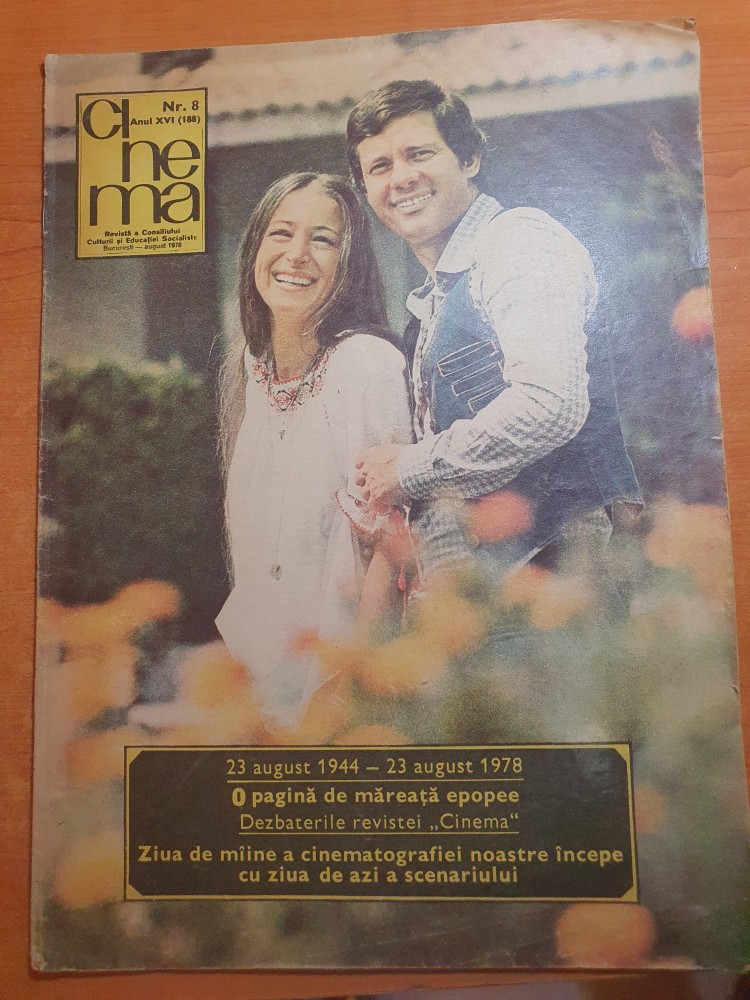 CI
ne
ma
Nr. 8
Anul XVI (188)
Revistă a Consiliului
Culturii și Educației Socialiste
București — august 1978
23 august 1944 — 23 august 1978
O pagină de măreață epopee
Dezbaterile revistei „Cinema“
Ziua de mîine a cinematografiei noastre începe
cu ziua de azi a scenariului